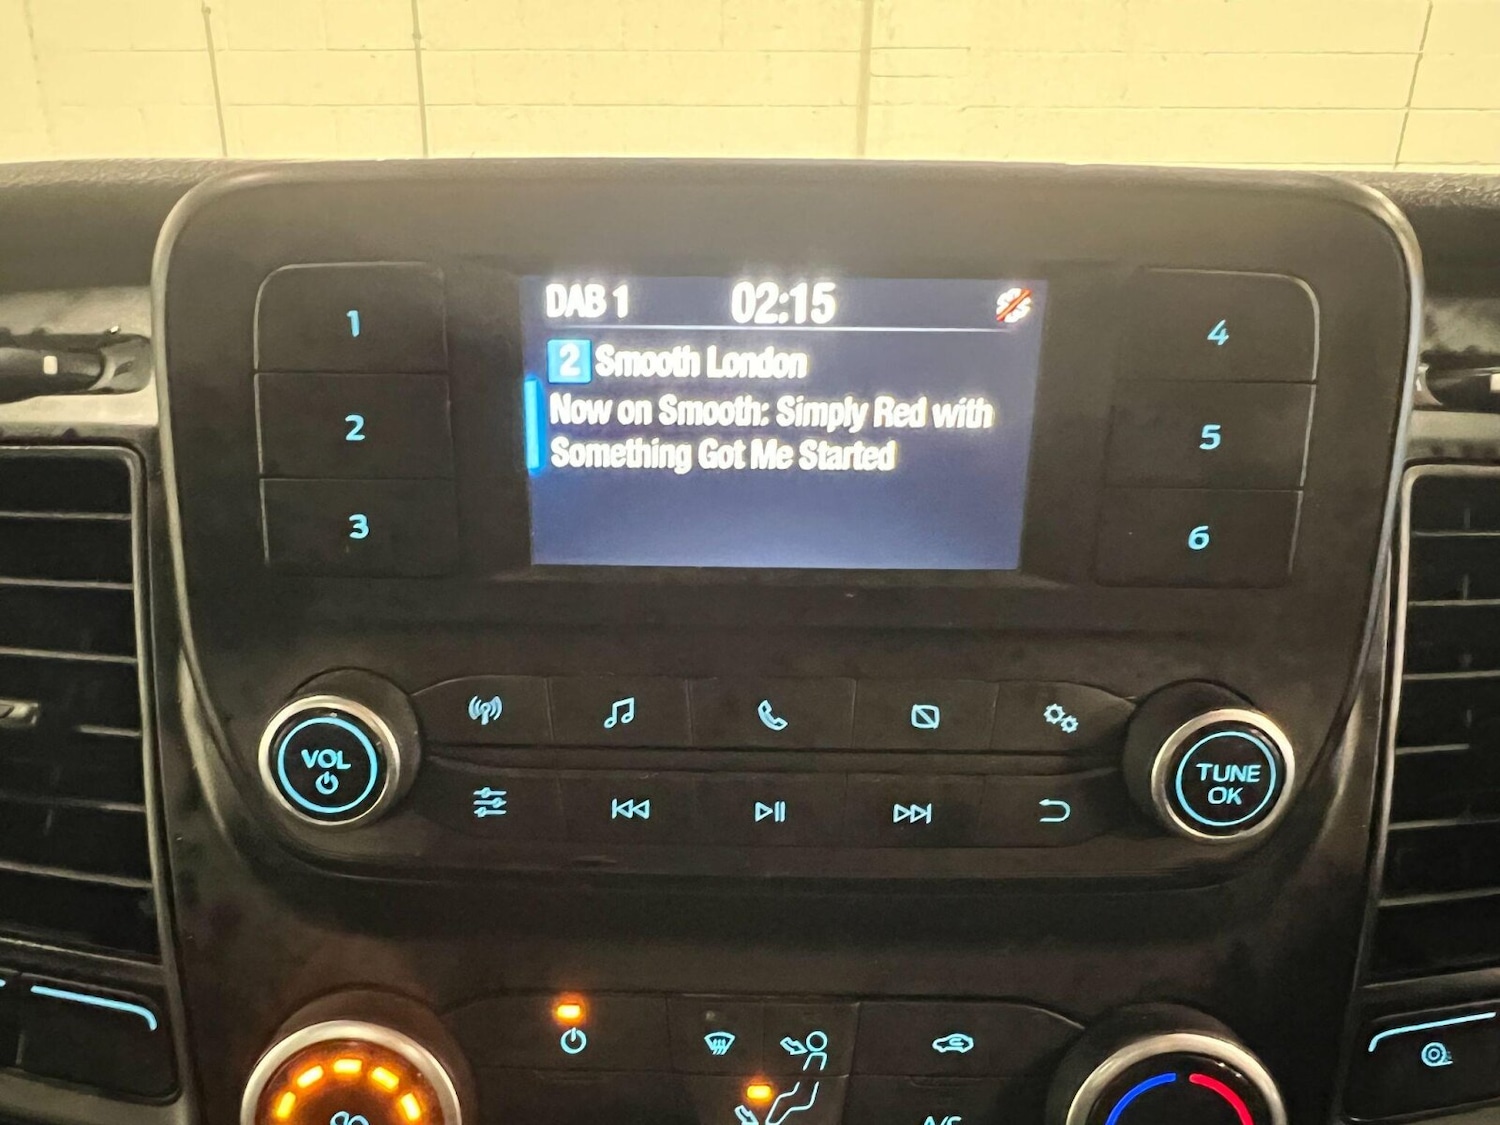 DAB 1 02:15
2 Smooth London
Now on Smooth: Simply Red with
Something Got Me Started
1
2
3
4
5
6
VOL
TUNE
OK
A/C